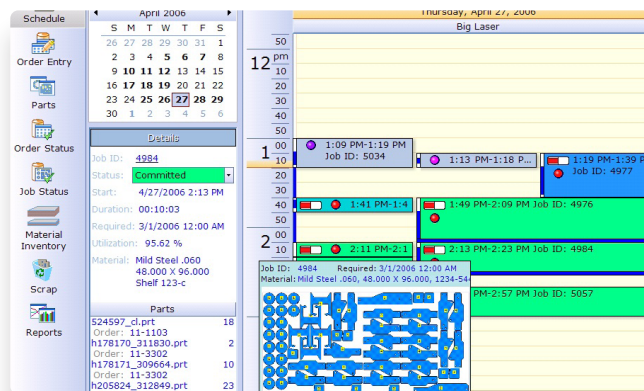 Schedule
Order Entry
Parts
Order Status
Job Status
Material
Inventory
Scrap
Reports
April 2006
S M T W T F S
26 27 28 29 30 31 1
2 3 4 5 6 7 8
9 10 11 12 13 14 15
16 17 18 19 20 21 22
23 24 25 26 27 28 29
30 1 2 3 4 5 6
Details
Job ID: 4984
Status: Committed
Start: 4/27/2006 2:13 PM
Duration: 00:10:03
Required: 3/1/2006 12:00 AM
Utilization: 95.62 %
Material: Mild Steel .060
48.000 X 96.000
Shelf 123-c
Parts
524597_cl.prt 18
Order: 11-1103
h178170_311830.prt 2
Order: 11-3302
h178171_309664.prt 10
Order: 11-3302
h205824_312849.prt 23
Thursday, April 27, 2006
Big Laser
50
12 pm
10
20
30
40
50
1 00
10
20
30
40
50
2 00
10
1:09 PM-1:19 PM
Job ID: 5034
1:13 PM-1:18 P...
1:19 PM-1:39 P
Job ID: 4977
1:41 PM-1:4
1:49 PM-2:09 PM Job ID: 4976
2:11 PM-2:1
2:13 PM-2:23 PM Job ID: 4984
PM-2:57 PM Job ID: 5057
Job ID: 4984 Required: 3/1/2006 12:00 AM
Material: Mild Steel .060, 48.000 X 96.000, 1234-544